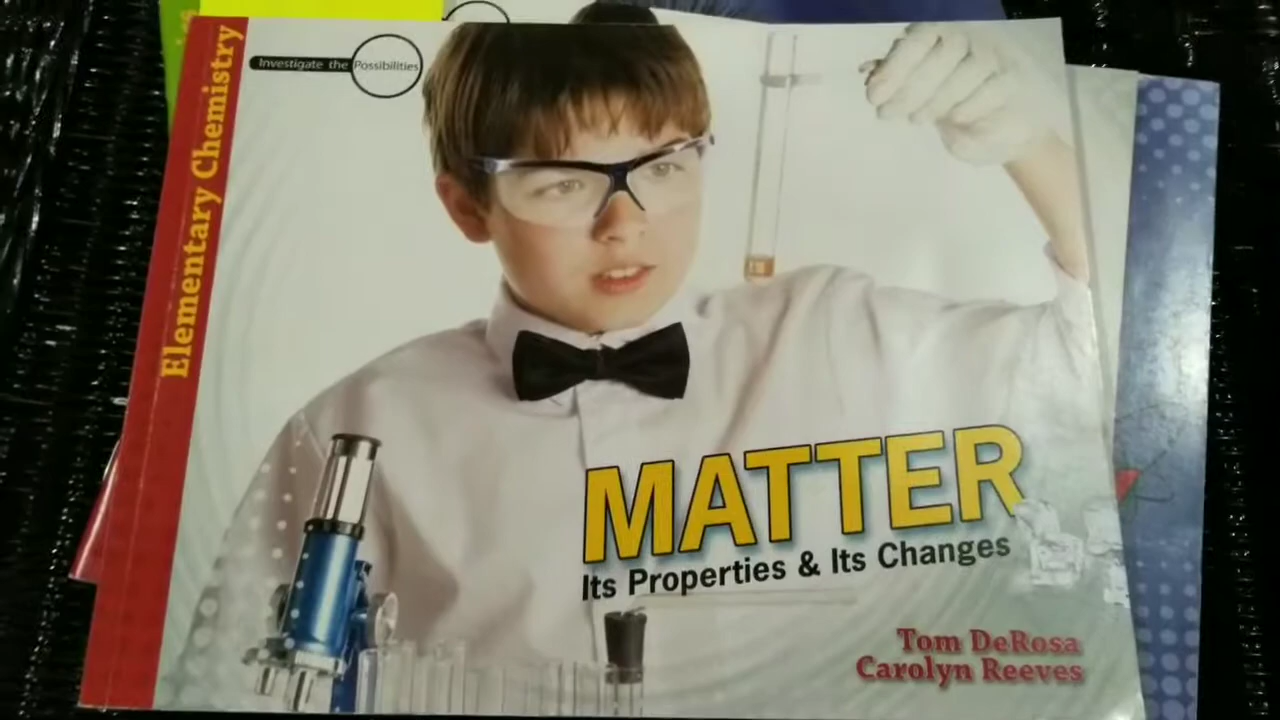 Investigate the Possibilities
Elementary Chemistry
MATTER
Its Properties & Its Changes
Tom DeRosa
Carolyn Reeves